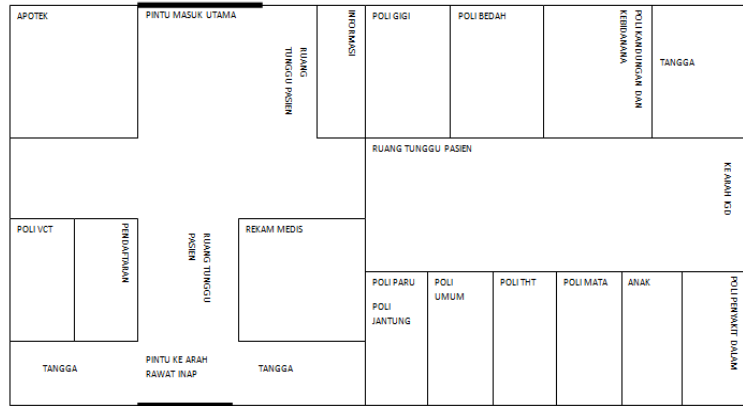 APOTEK
PINTU MASUK UTAMA
RUANG
TUNGGU PASIEN
INFORMASI
POLI GIGI
POLI BEDAH
POLI KANDUNGAN DAN
KEBIDANANA
TANGGA
RUANG TUNGGU PASIEN
KE ARAH IGD
POLI VCT
PENDAFTARAN
RUANG TUNGGU
PASIEN
REKAM MEDIS
POLI PARU
POLI
JANTUNG
POLI
UMUM
POLI THT
POLI MATA
ANAK
POLI PENYAKIT DALAM
TANGGA
PINTU KE ARAH
RAWAT INAP
TANGGA